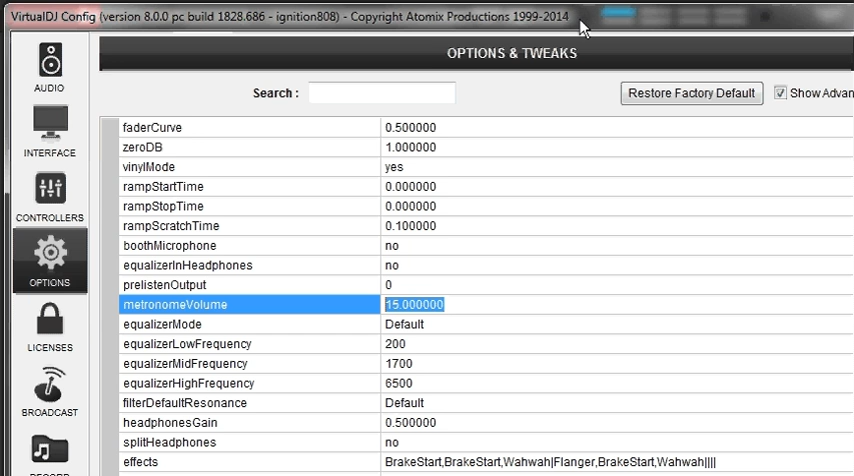 VirtualDJ Config (version 8.0.0 pc build 1828.686 - ignition808) - Copyright Atomix Productions 1999-2014
OPTIONS & TWEAKS
Search :
Restore Factory Default
Show Advan
AUDIO
INTERFACE
CONTROLLERS
OPTIONS
LICENSES
BROADCAST
RECORD
faderCurve 0.500000
zeroDB 1.000000
vinylMode yes
rampStartTime 0.000000
rampStopTime 0.000000
rampScratchTime 0.100000
boothMicrophone no
equalizerInHeadphones no
prelistenOutput 0
metronomeVolume 15.000000
equalizerMode Default
equalizerLowFrequency 200
equalizerMidFrequency 1700
equalizerHighFrequency 6500
filterDefaultResonance Default
headphonesGain 0.500000
splitHeadphones no
effects BrakeStart,BrakeStart,Wahwah|Flanger,BrakeStart,Wahwah||||